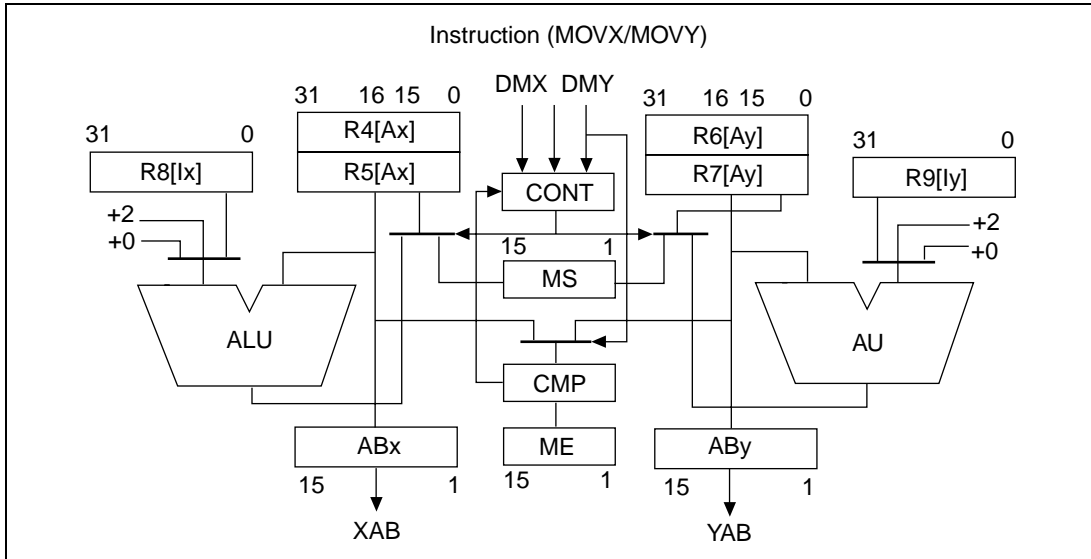 Instruction (MOVX/MOVY)
DMX DMY
31 16 15 0
31 16 15 0
R4[Ax]
R6[Ay]
31 0
31 0
R8[Ix]
R5[Ax]
R7[Ay]
R9[Iy]
CONT
+2
+0
+2
+0
15 1
MS
ALU
AU
CMP
ABx
ME
ABy
15 1
15 1
15 1
XAB
YAB